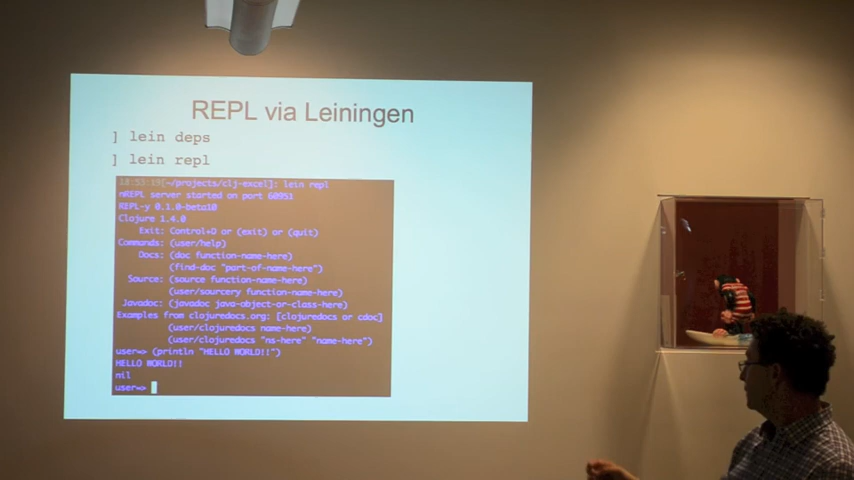 REPL via Leiningen
] lein deps
] lein repl
18:53:19[~/projects/clj-excel]: lein repl
nREPL server started on port 60953
REPL-y 0.1.0-beta10
Clojure 1.4.0
Exit: Control+D or (exit) or (quit)
Commands: (user/help)
Docs: (doc function-name-here)
(find-doc "part-of-name-here")
Source: (source function-name-here)
(user/sourcery function-name-here)
Javadoc: (javadoc java-object-or-class-here)
Examples from clojuredocs.org: [clojuredocs or cdoc]
(user/clojuredocs name-here)
(user/clojuredocs "ns-here" "name-here")
user=> (println "HELLO WORLD!!")
HELLO WORLD!!
nil
user=>